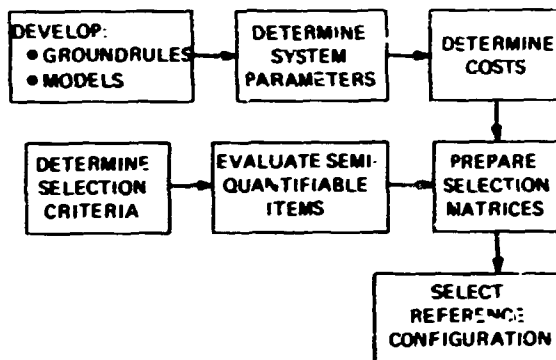 DEVELOP:
• GROUNDRULES
• MODELS
DETERMINE
SYSTEM
PARAMETERS
DETERMINE
COSTS
DETERMINE
SELECTION
CRITERIA
EVALUATE SEMI-
QUANTIFIABLE
ITEMS
PREPARE
SELECTION
MATRICES
SELECT
REFERENCE
CONFIGURATION